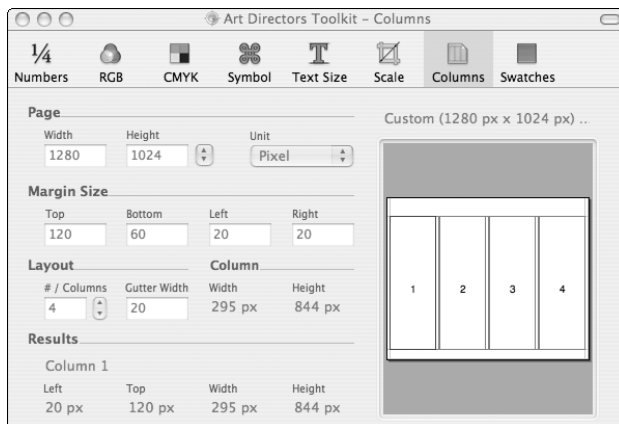 Art Directors Toolkit – Columns
¼
Numbers RGB CMYK Symbol Text Size Scale Columns Swatches
Page
Width Height Unit
1280 1024 Pixel
Custom (1280 px x 1024 px) ...
Margin Size
Top Bottom Left Right
120 60 20 20
Layout Column
# / Columns Gutter Width Width Height
4 20 295 px 844 px
Results
Column 1
Left Top Width Height
20 px 120 px 295 px 844 px
1 2 3 4